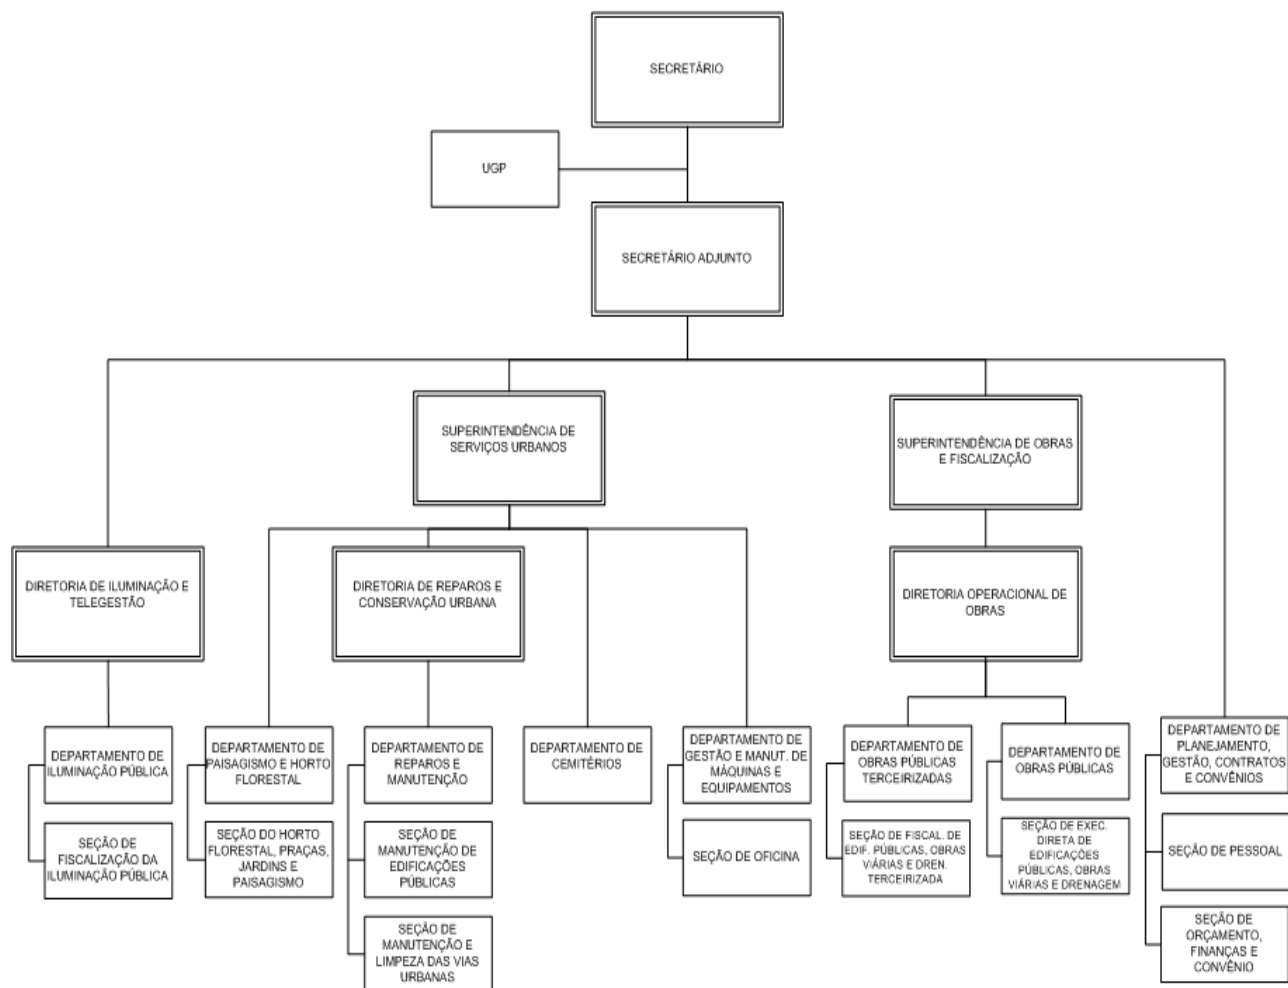 SECRETÁRIO
UGP
SECRETÁRIO ADJUNTO
SUPERINTENDÊNCIA DE
SERVIÇOS URBANOS
SUPERINTENDÊNCIA DE OBRAS
E FISCALIZAÇÃO
DIRETORIA DE ILUMINAÇÃO E
TELEGESTÃO
DIRETORIA DE REPAROS E
CONSERVAÇÃO URBANA
DIRETORIA OPERACIONAL DE
OBRAS
DEPARTAMENTO DE
ILUMINAÇÃO PÚBLICA
DEPARTAMENTO DE
PAISAGISMO E HORTO
FLORESTAL
DEPARTAMENTO DE
REPAROS E
MANUTENÇÃO
DEPARTAMENTO DE
CEMITÉRIOS
DEPARTAMENTO DE
GESTÃO E MANUT. DE
MÁQUINAS E
EQUIPAMENTOS
DEPARTAMENTO DE
OBRAS PÚBLICAS
TERCEIRIZADAS
DEPARTAMENTO DE
OBRAS PÚBLICAS
DEPARTAMENTO DE
PLANEJAMENTO,
GESTÃO, CONTRATOS
E CONVÊNIOS
SEÇÃO DE
FISCALIZAÇÃO DA
ILUMINAÇÃO PÚBLICA
SEÇÃO DO HORTO
FLORESTAL, PRAÇAS,
JARDINS E
PAISAGISMO
SEÇÃO DE
MANUTENÇÃO DE
EDIFICAÇÕES
PÚBLICAS
SEÇÃO DE OFICINA
SEÇÃO DE FISCAL. DE
EDIF. PÚBLICAS, OBRAS
VIÁRIAS E DREN.
TERCEIRIZADA
SEÇÃO DE EXEC.
DIRETA DE
EDIFICAÇÕES
PÚBLICAS, OBRAS
VIÁRIAS E DRENAGEM
SEÇÃO DE PESSOAL
SEÇÃO DE
MANUTENÇÃO E
LIMPEZA DAS VIAS
URBANAS
SEÇÃO DE
ORÇAMENTO,
FINANÇAS E
CONVÊNIO